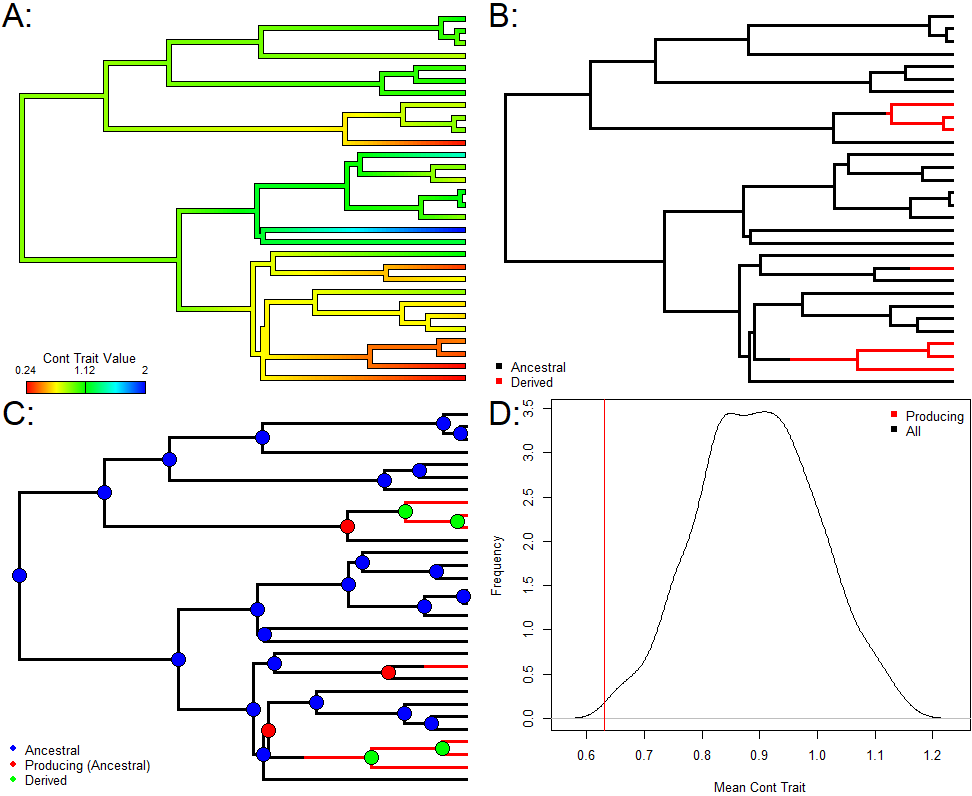 A:
B:
Cont Trait Value
0.24 1.12 2
Ancestral
Derived
C:
Ancestral
Producing (Ancestral)
Derived
D:
Producing
All
3.5
3.0
2.5
2.0
1.5
1.0
0.5
0.0
Frequency
0.6 0.7 0.8 0.9 1.0 1.1 1.2
Mean Cont Trait